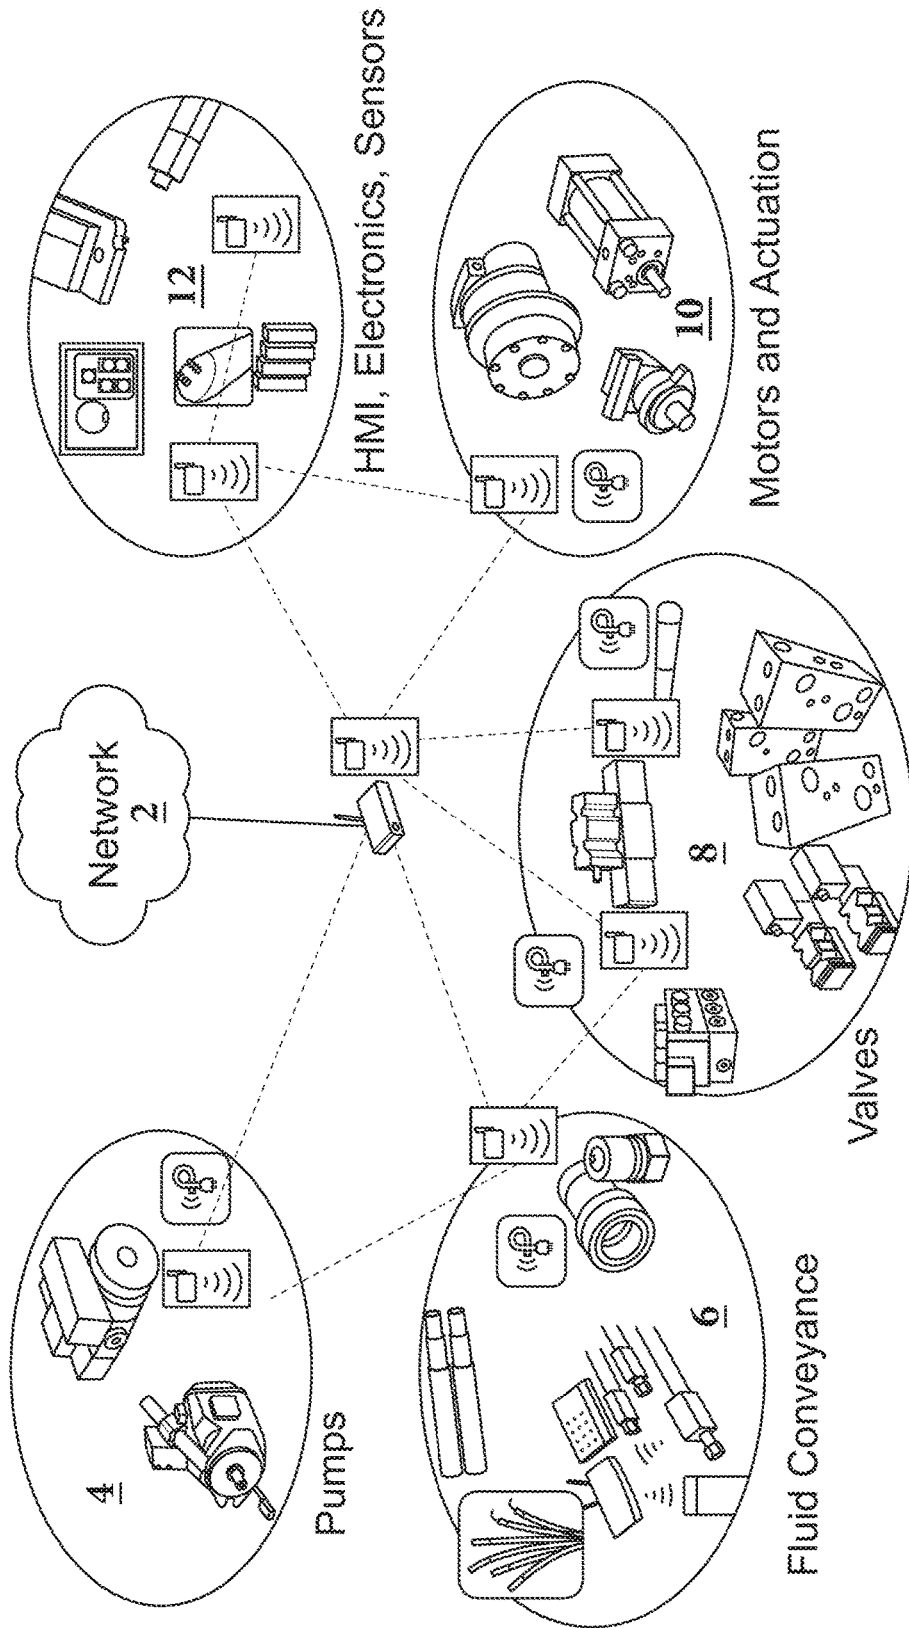 Network
2
Pumps
4
HMI, Electronics, Sensors
12
Fluid Conveyance
6
Valves
8
Motors and Actuation
10